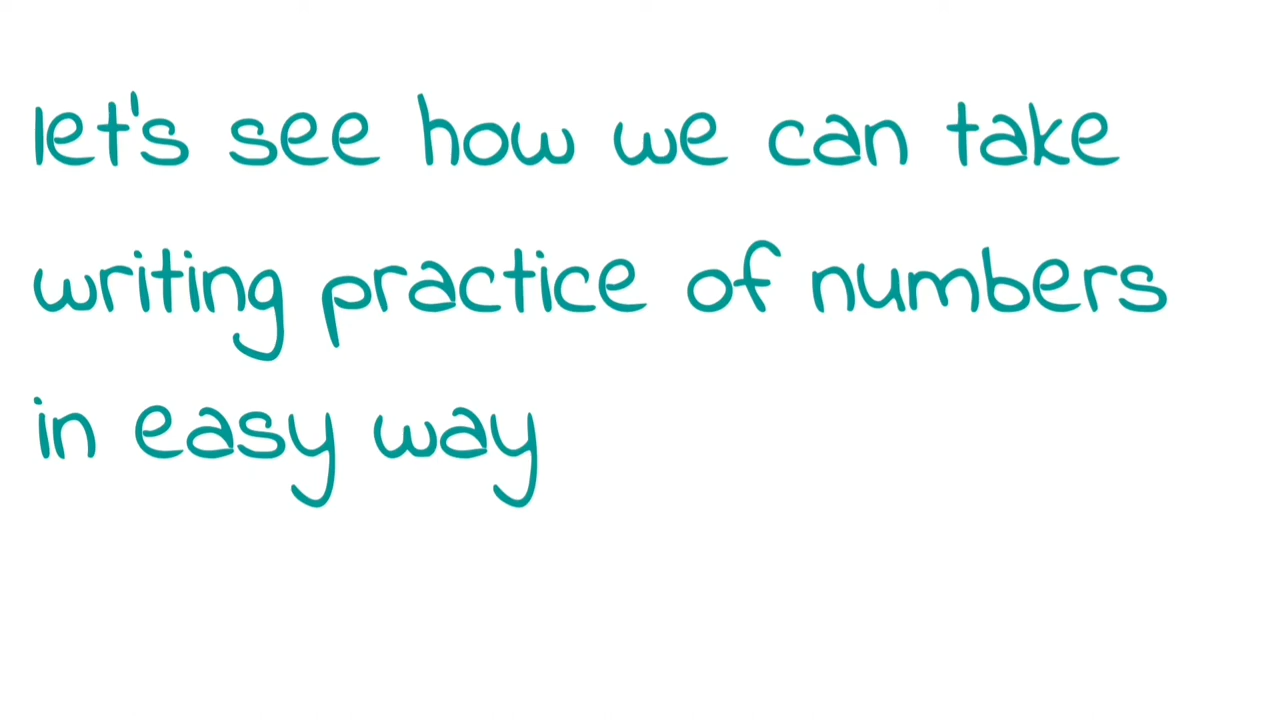 let's see how we can take
writing practice of numbers
in easy way